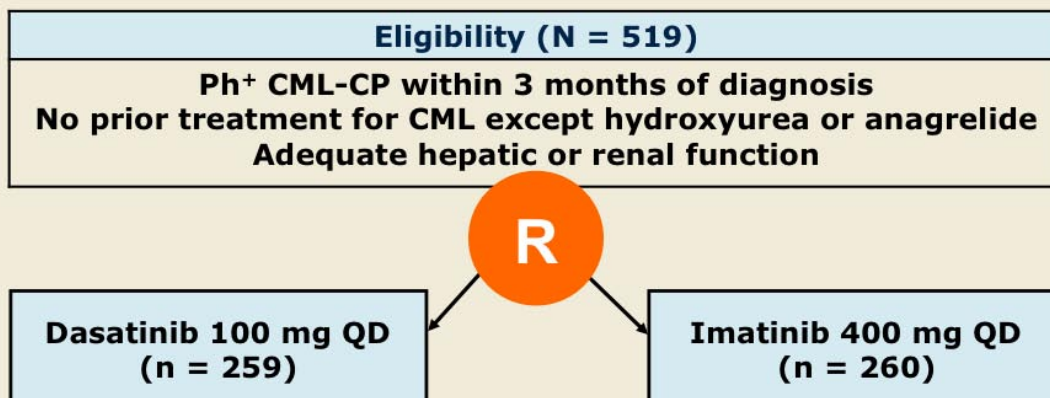 Eligibility (N = 519)
Ph⁺ CML-CP within 3 months of diagnosis
No prior treatment for CML except hydroxyurea or anagrelide
Adequate hepatic or renal function
R
Dasatinib 100 mg QD
(n = 259)
Imatinib 400 mg QD
(n = 260)